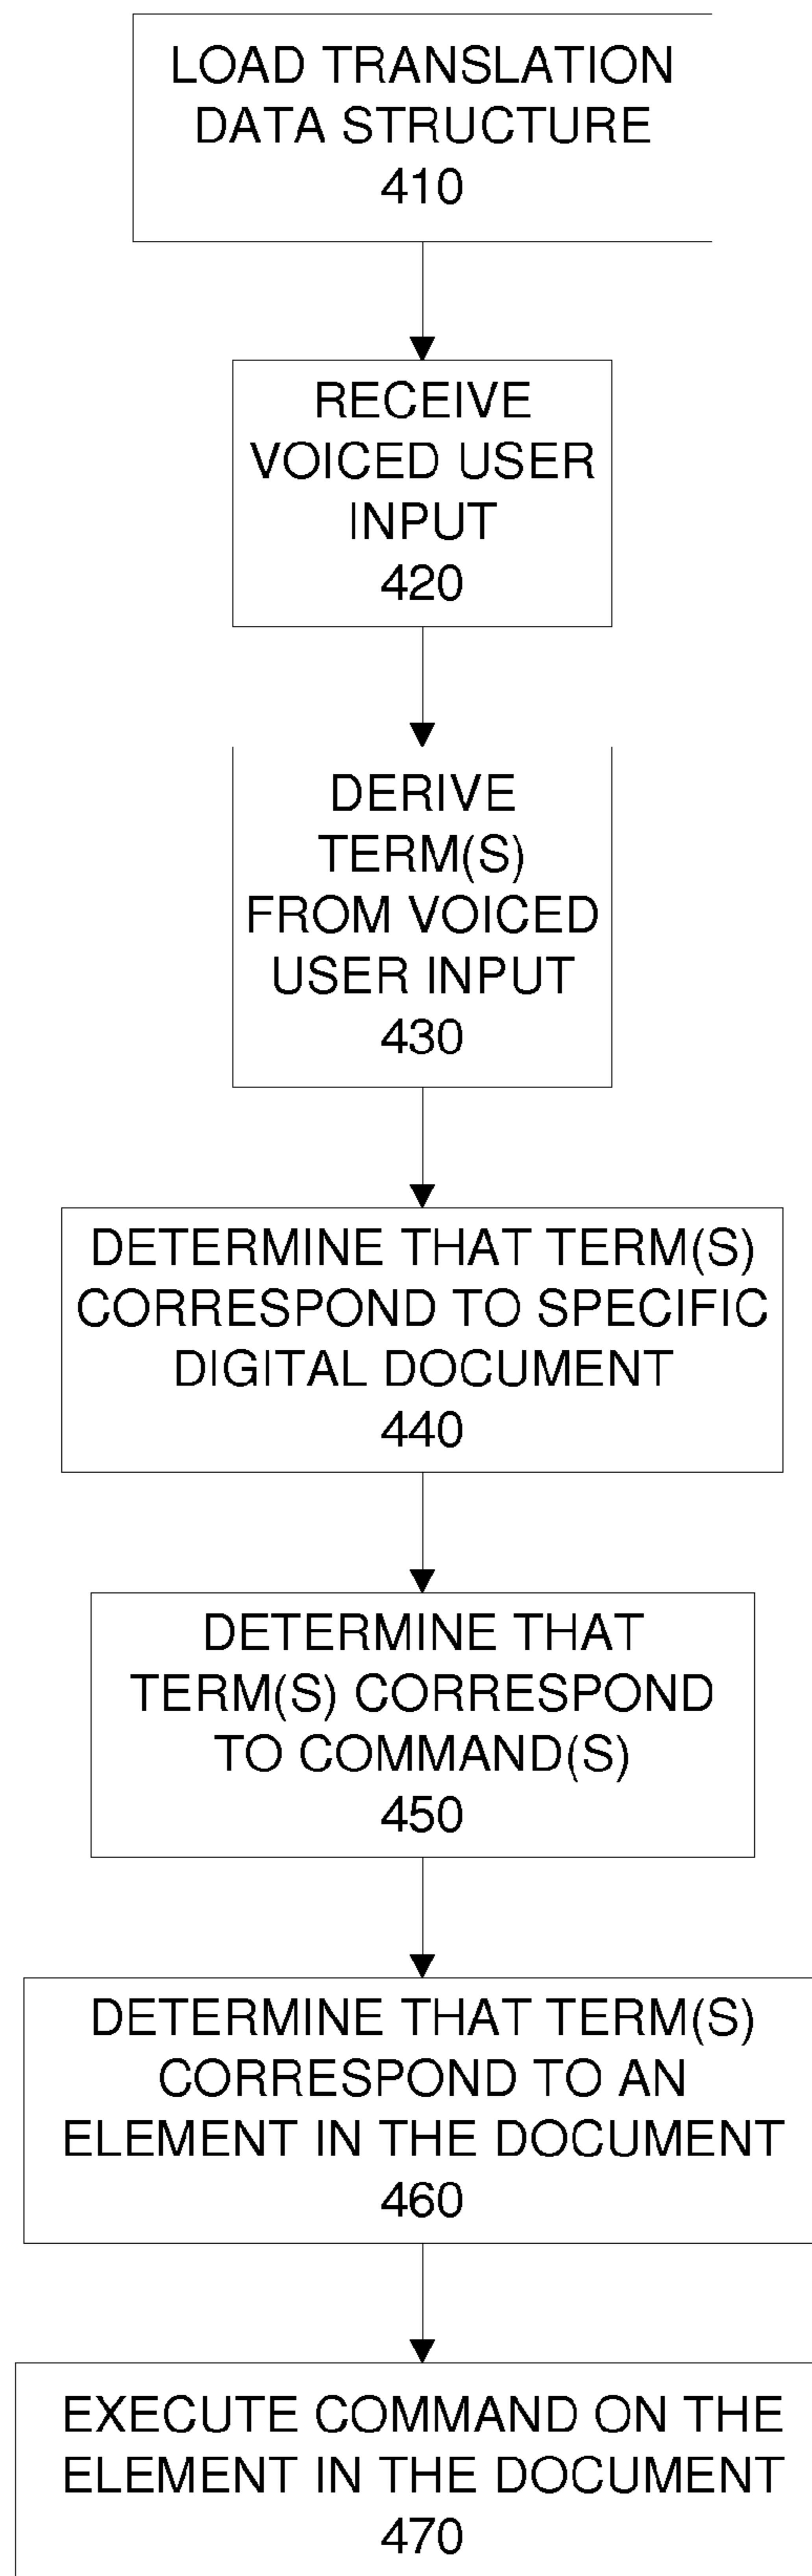 LOAD TRANSLATION
DATA STRUCTURE
410
RECEIVE
VOICED USER
INPUT
420
DERIVE
TERM(S)
FROM VOICED
USER INPUT
430
DETERMINE THAT TERM(S)
CORRESPOND TO SPECIFIC
DIGITAL DOCUMENT
440
DETERMINE THAT
TERM(S) CORRESPOND
TO COMMAND(S)
450
DETERMINE THAT TERM(S)
CORRESPOND TO AN
ELEMENT IN THE DOCUMENT
460
EXECUTE COMMAND ON THE
ELEMENT IN THE DOCUMENT
470